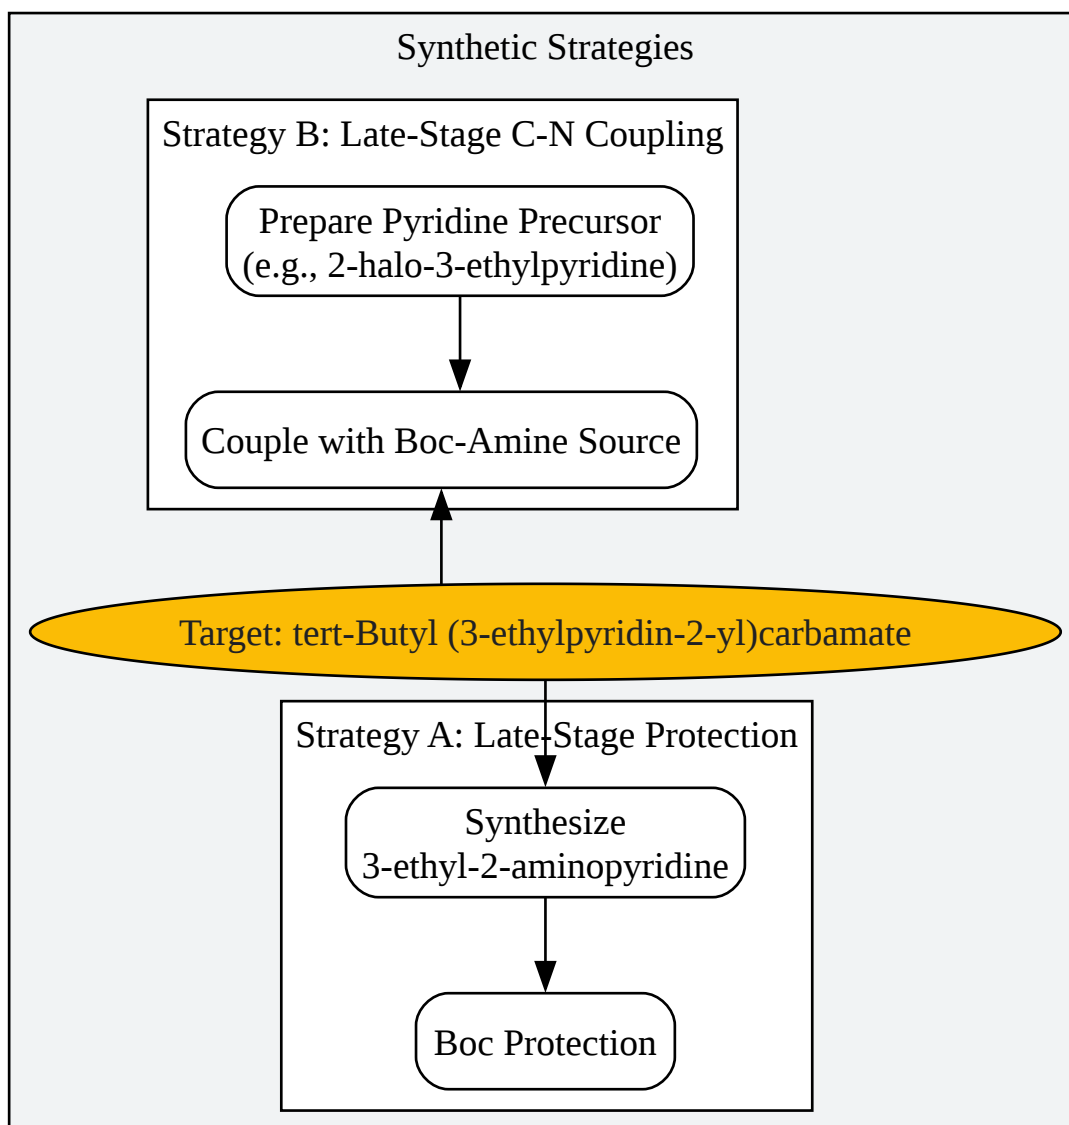 Synthetic Strategies
Strategy B: Late-Stage C-N Coupling
Prepare Pyridine Precursor
(e.g., 2-halo-3-ethylpyridine)
Couple with Boc-Amine Source
Target: tert-Butyl (3-ethylpyridin-2-yl)carbamate
Strategy A: Late-Stage Protection
Synthesize
3-ethyl-2-aminopyridine
Boc Protection